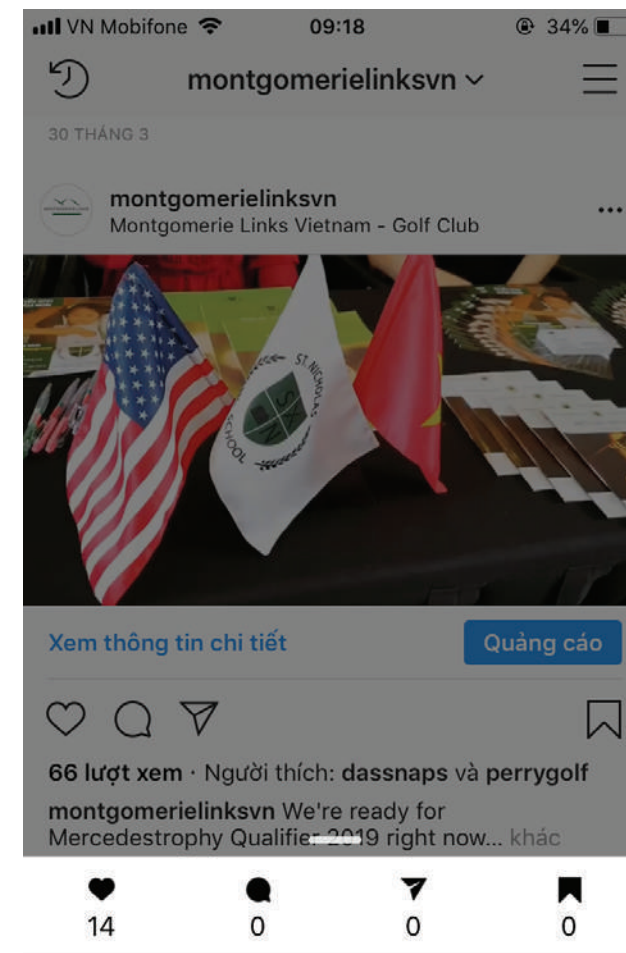 VN Mobifone 09:18 34%
montgomerielinksvn
30 THÁNG 3
montgomerielinksvn
Montgomerie Links Vietnam - Golf Club
ST. NICHOLAS
SCHOOL
SXN
Xem thông tin chi tiết Quảng cáo
66 lượt xem · Người thích: dassnaps và perrygolf
montgomerielinksvn We're ready for
Mercedestrophy Qualifier 2019 right now... khác
14 0 0 0